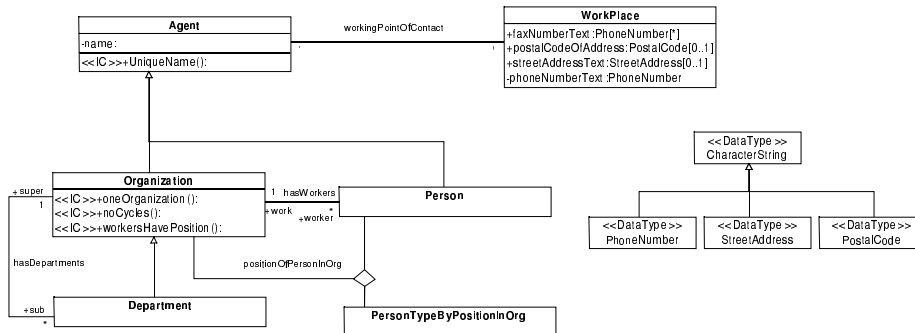 Agent
-name:
<<IC>>+UniqueName():
workingPointOfContact
WorkPlace
+faxNumberText:PhoneNumber[*]
+postalCodeOfAddress:PostalCode[0..1]
+streetAddressText:StreetAddress[0..1]
-phoneNumberText:PhoneNumber
<<DataType>>
CharacterString
<<DataType>>
PhoneNumber
<<DataType>>
StreetAddress
<<DataType>>
PostalCode
+super
1
Organization
<<IC>>+oneOrganization():
<<IC>>+noCycles():
<<IC>>+workersHavePosition():
1 hasWorkers
+work
*
+worker
Person
hasDepartments
positionOfPersonInOrg
+sub
*
Department
PersonTypeByPositionInOrg